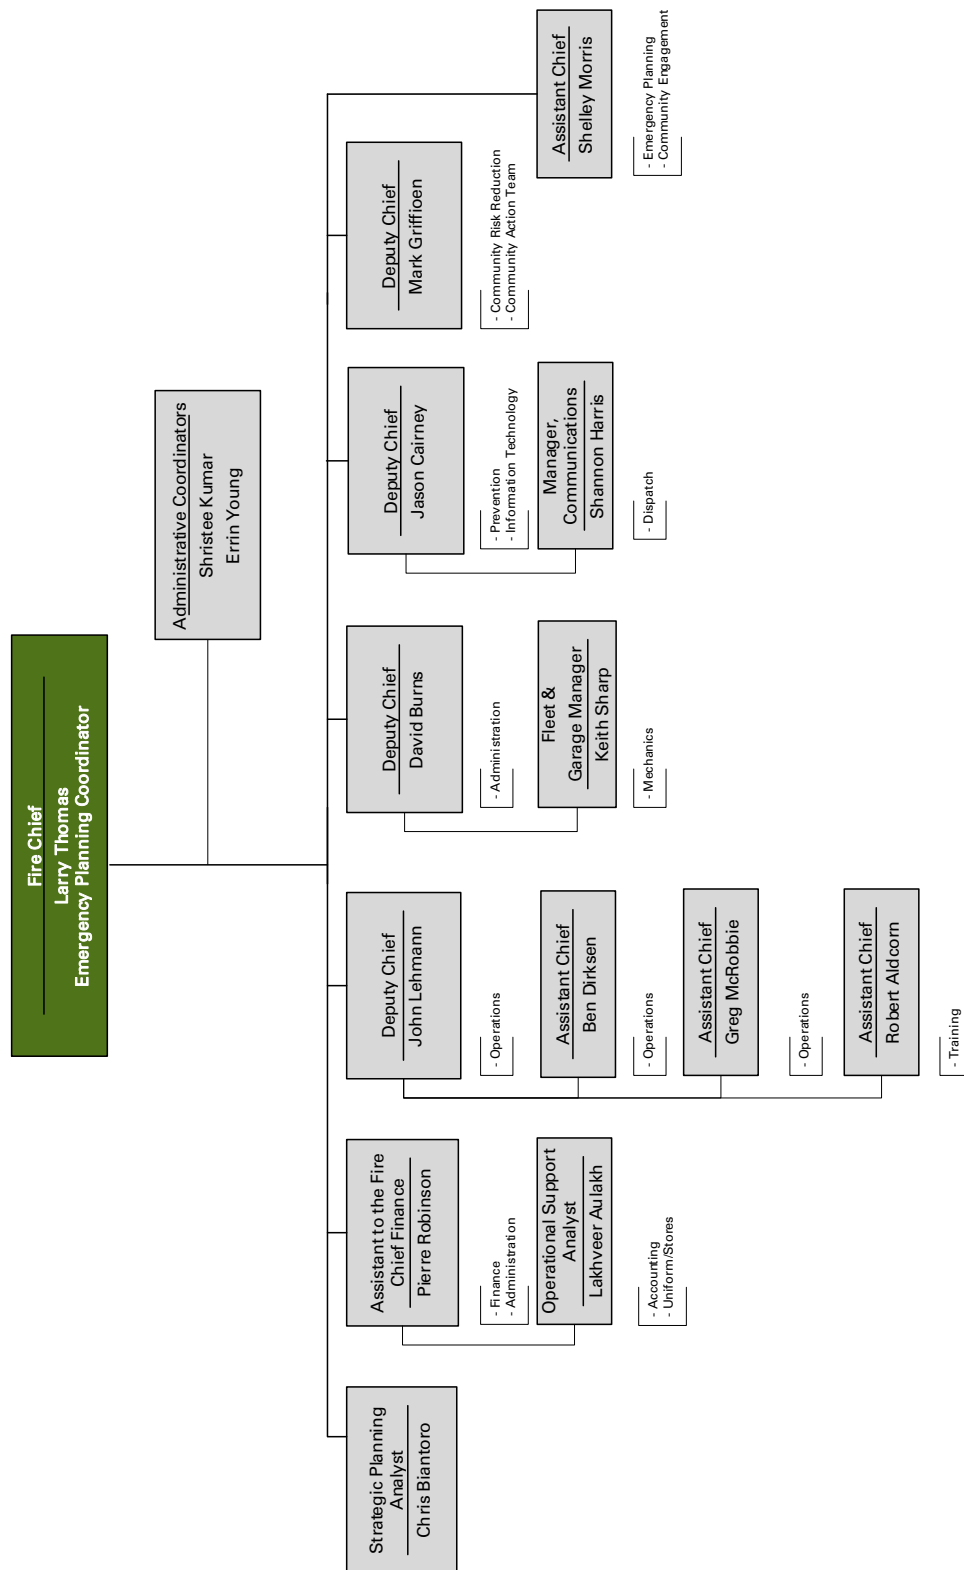 Fire Chief
Larry Thomas
Emergency Planning Coordinator
Administrative Coordinators
Shristee Kumar
Errin Young
Strategic Planning
Analyst
Chris Biantoro
Assistant to the Fire
Chief Finance
Pierre Robinson
- Finance
- Administration
Operational Support
Analyst
Lakhveer Aulakh
- Accounting
- Uniform/Stores
Deputy Chief
John Lehmann
- Operations
Assistant Chief
Ben Dirksen
- Operations
Assistant Chief
Greg McRobbie
- Operations
Assistant Chief
Robert Aldcorn
- Training
Deputy Chief
David Burns
- Administration
Fleet &
Garage Manager
Keith Sharp
- Mechanics
Deputy Chief
Jason Cairney
- Prevention
- Information Technology
Manager,
Communications
Shannon Harris
- Dispatch
Deputy Chief
Mark Griffioen
- Community Risk Reduction
- Community Action Team
Assistant Chief
Shelley Morris
- Emergency Planning
- Community Engagement